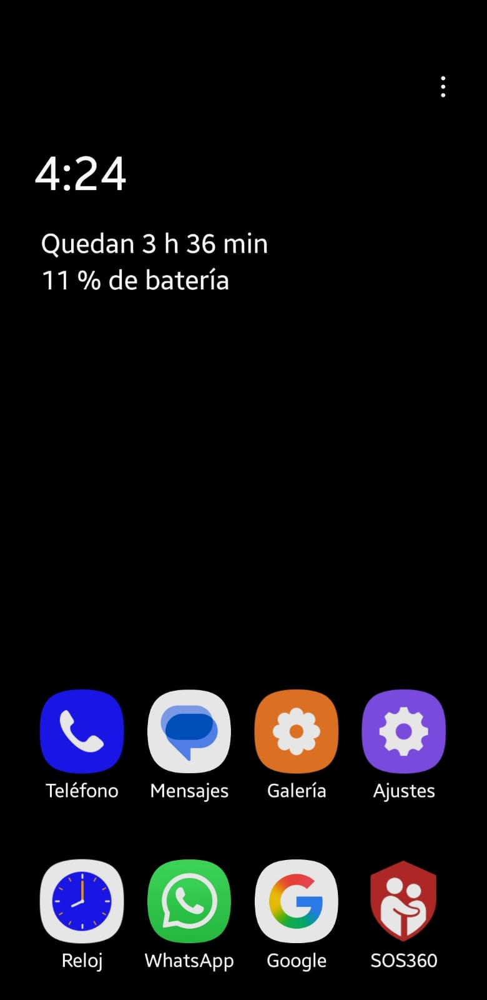 4:24
Quedan 3 h 36 min
11 % de batería
Teléfono Mensajes Galería Ajustes
Reloj WhatsApp Google SOS360